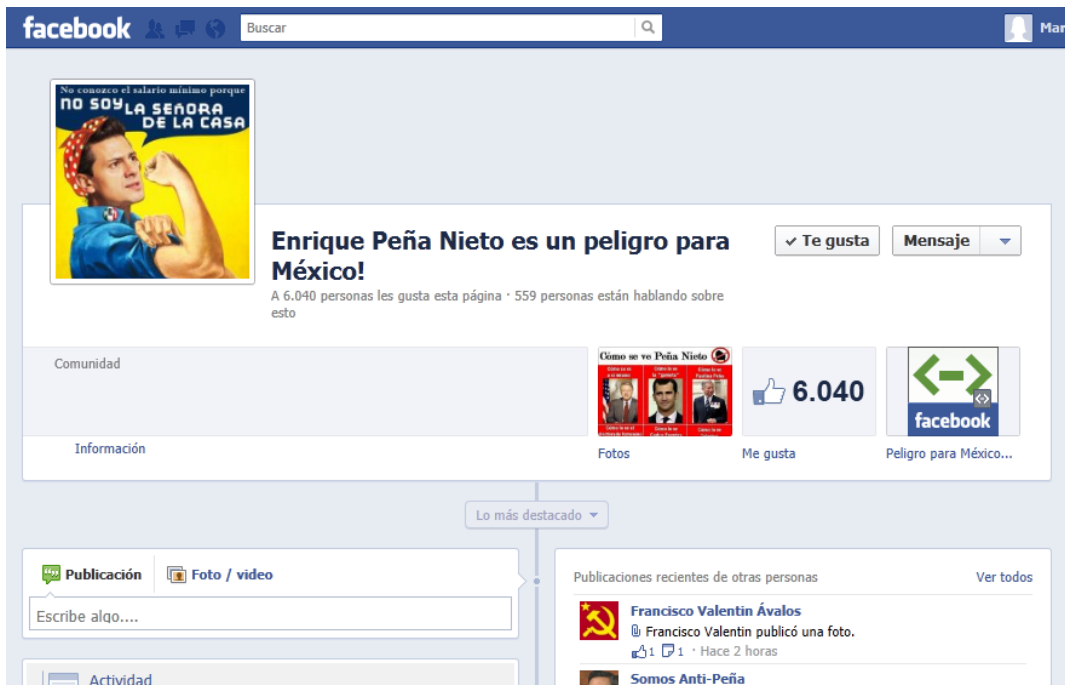 facebook
Buscar
Mar
No conozco el salario mínimo porque
NO SOY LA SEÑORA
DE LA CASA
Enrique Peña Nieto es un peligro para
México!
✓ Te gusta
Mensaje
A 6.040 personas les gusta esta página · 559 personas están hablando sobre
esto
Comunidad
Información
Cómo se ve Peña Nieto
Fotos
6.040
Me gusta
facebook
Peligro para México...
Lo más destacado
Publicación
Foto / video
Escribe algo....
Actividad
Publicaciones recientes de otras personas
Ver todos
Francisco Valentin Ávalos
Francisco Valentin publicó una foto.
1 1 · Hace 2 horas
Somos Anti-Peña